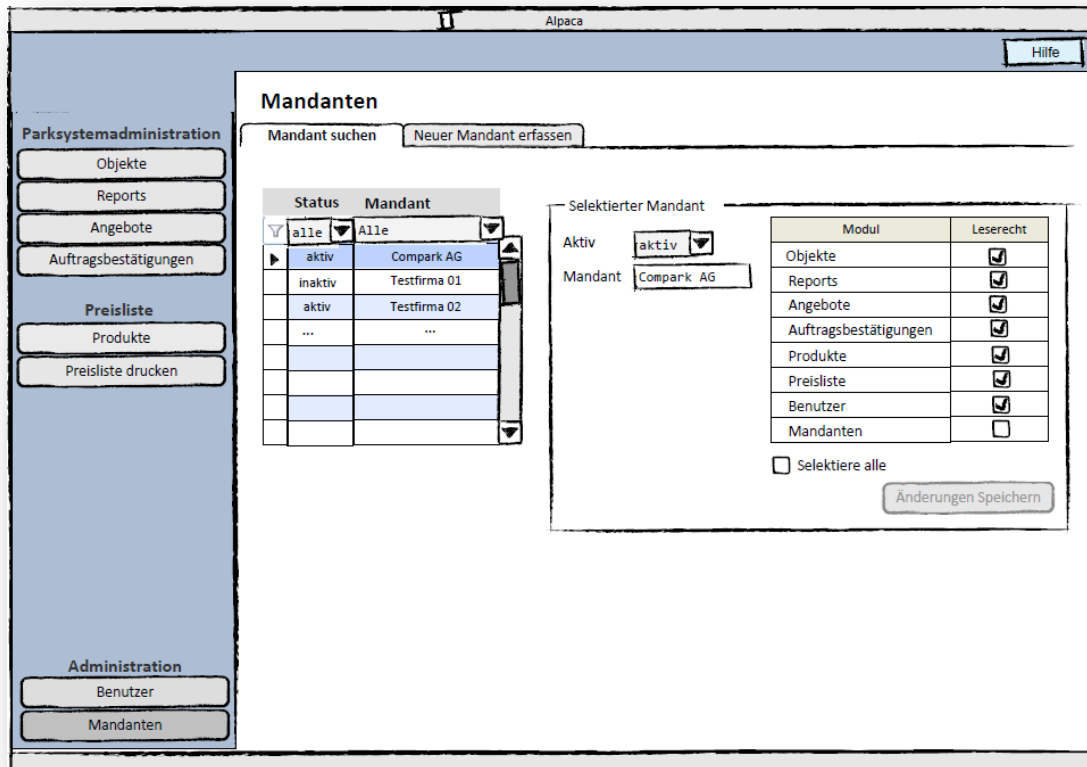 Alpaca
Hilfe
Parksystemadministration
Objekte
Reports
Angebote
Auftragsbestätigungen
Preisliste
Produkte
Preisliste drucken
Administration
Benutzer
Mandanten
Mandanten
Mandant suchen Neuer Mandant erfassen
Status Mandant
alle Alle
aktiv Compark AG
inaktiv Testfirma 01
aktiv Testfirma 02
... ...
Selektierter Mandant
Aktiv aktiv
Mandant Compark AG
Modul Leserecht
Objekte
Reports
Angebote
Auftragsbestätigungen
Produkte
Preisliste
Benutzer
Mandanten
Selektiere alle
Änderungen Speichern